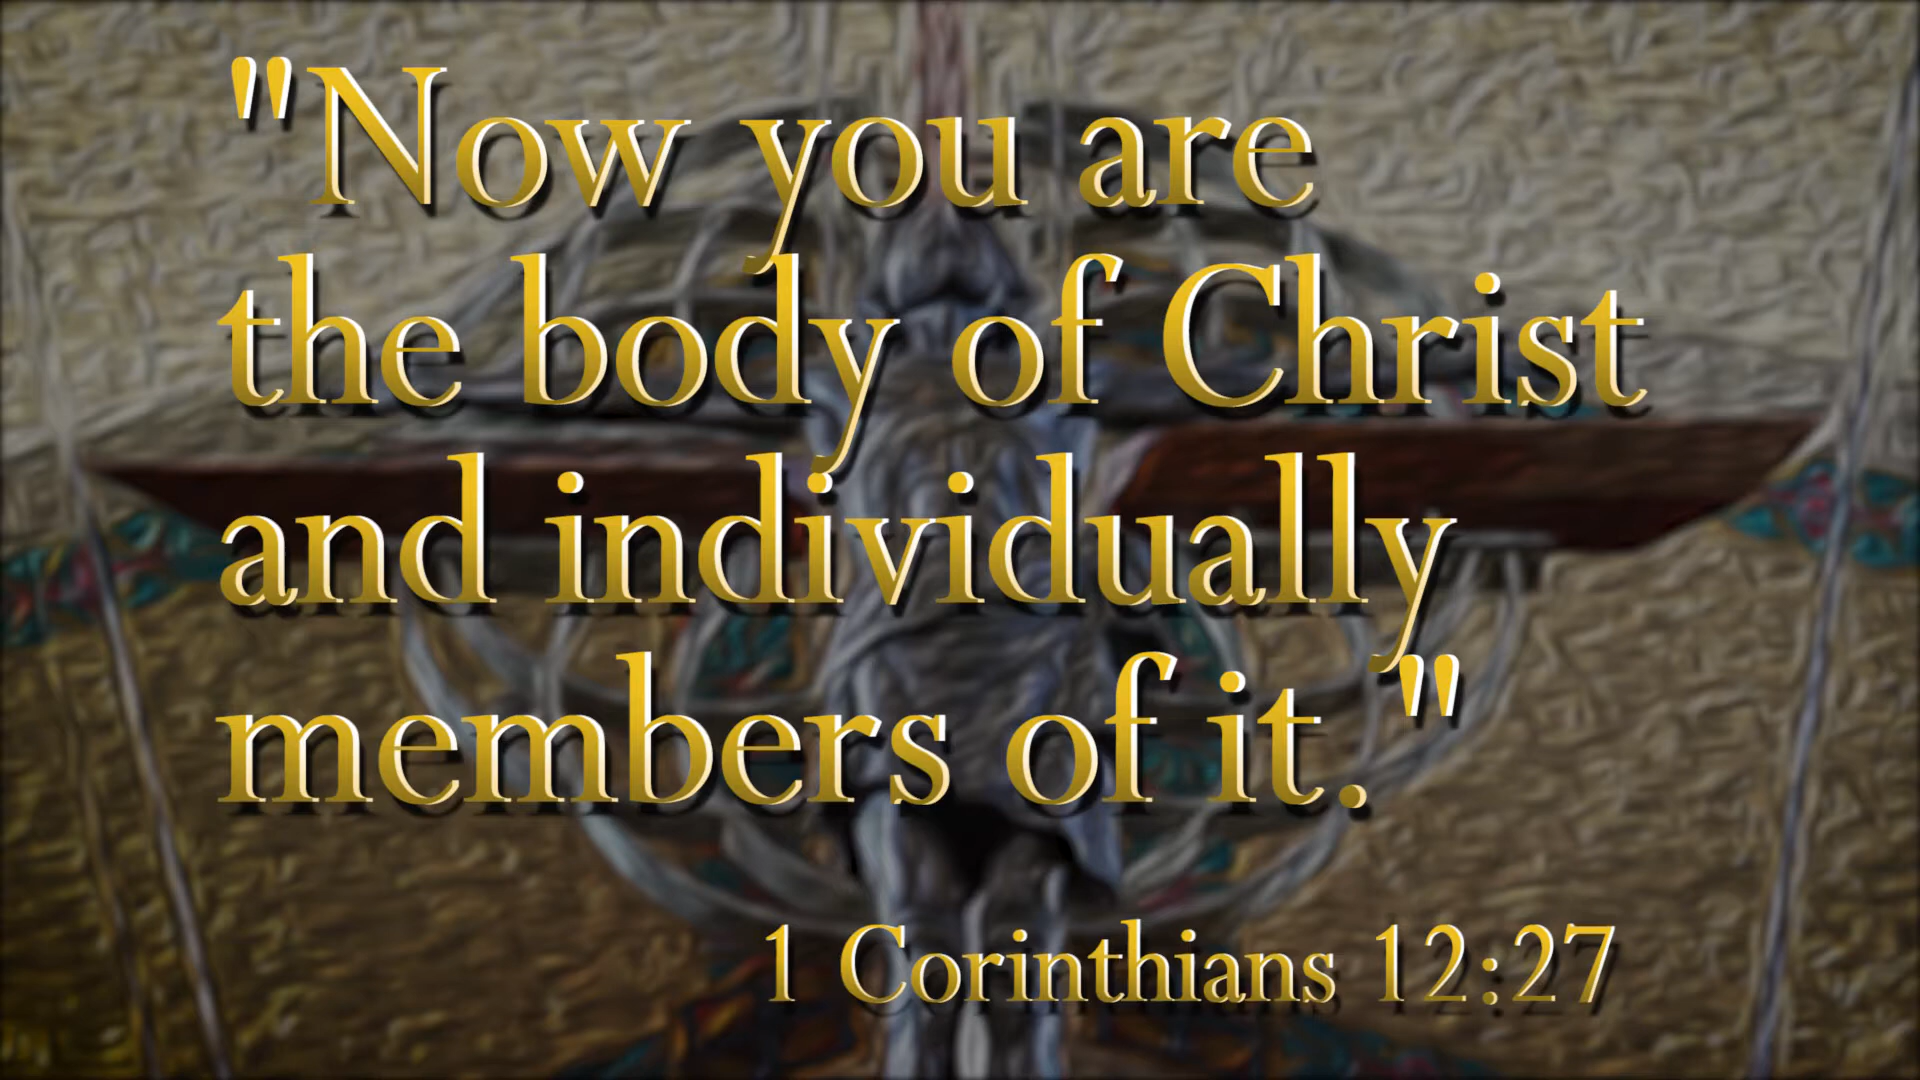 "Now you are
the body of Christ
and individually
members of it."
1 Corinthians 12:27